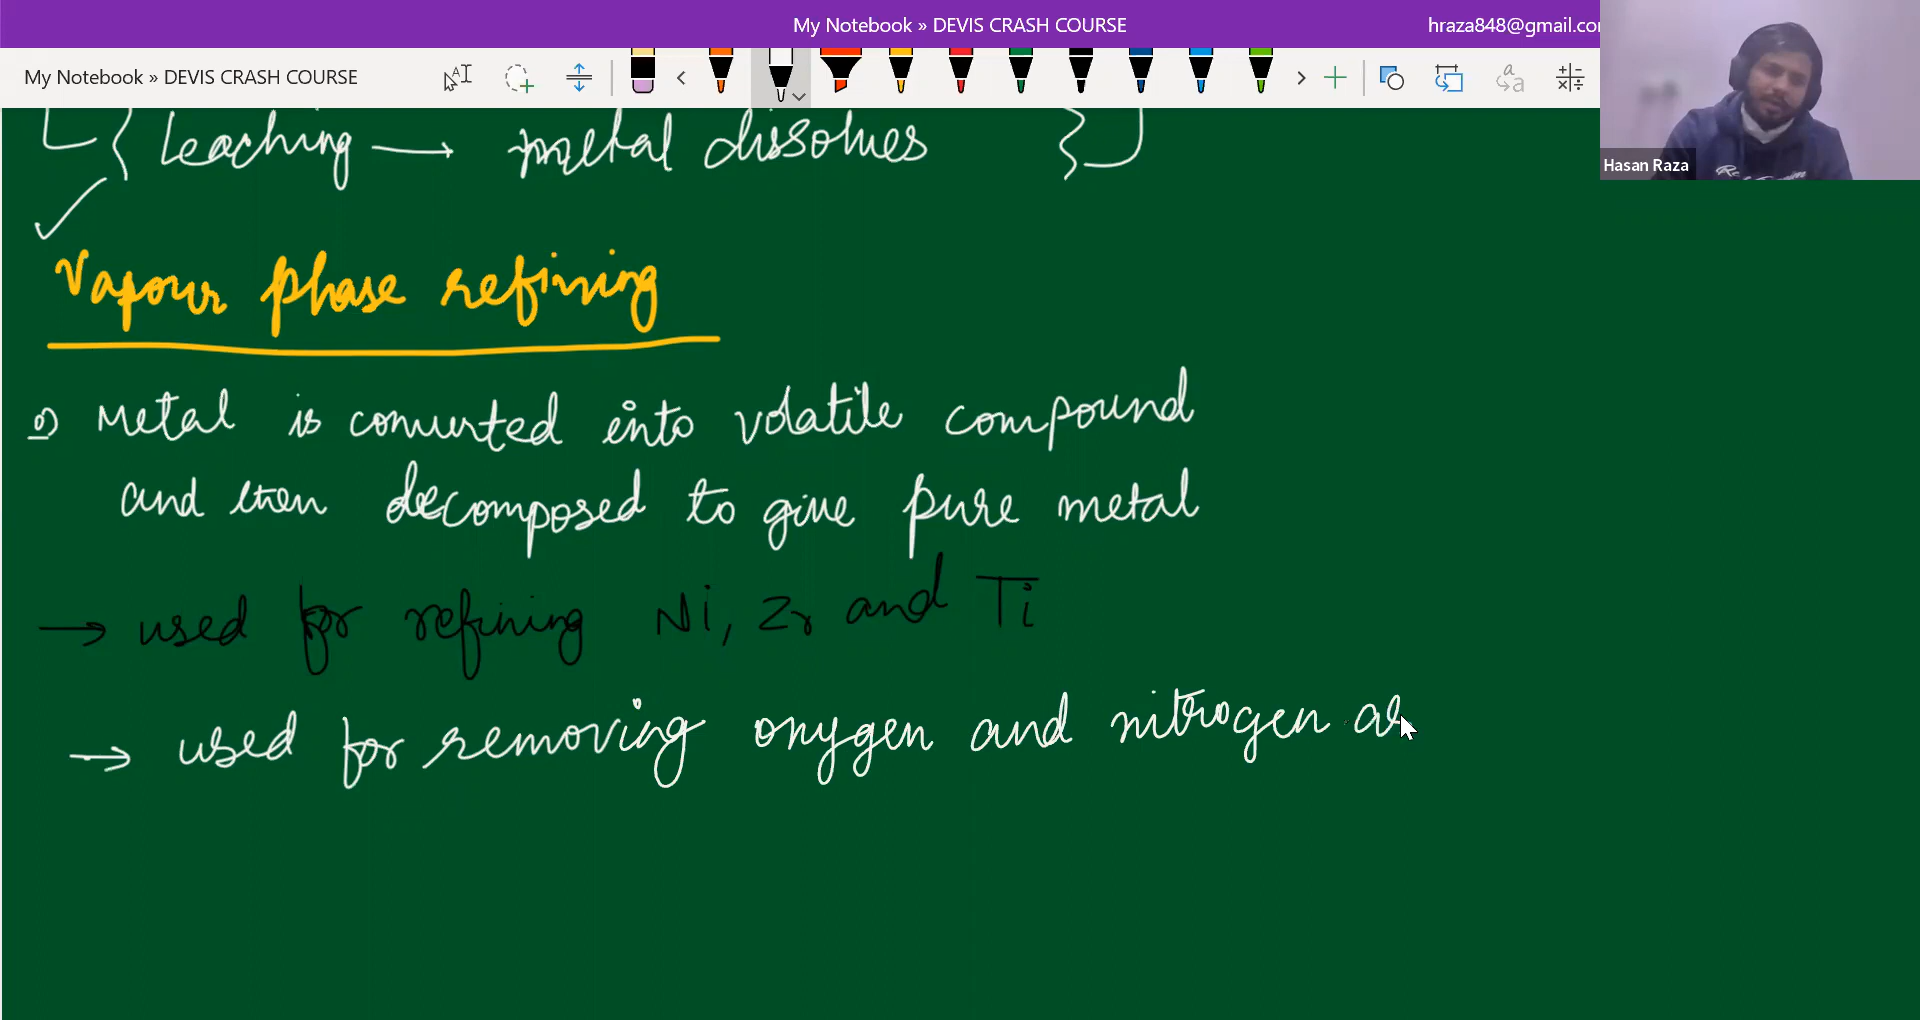 My Notebook » DEVIS CRASH COURSE
hraza848@gmail.co
My Notebook » DEVIS CRASH COURSE
Hasan Raza
leaching → metal dissolves
Vapour phase refining
Metal is converted into volatile compound
and then decomposed to give pure metal
→ used for refining Ni, Zr and Ti
→ used for removing oxygen and nitrogen as